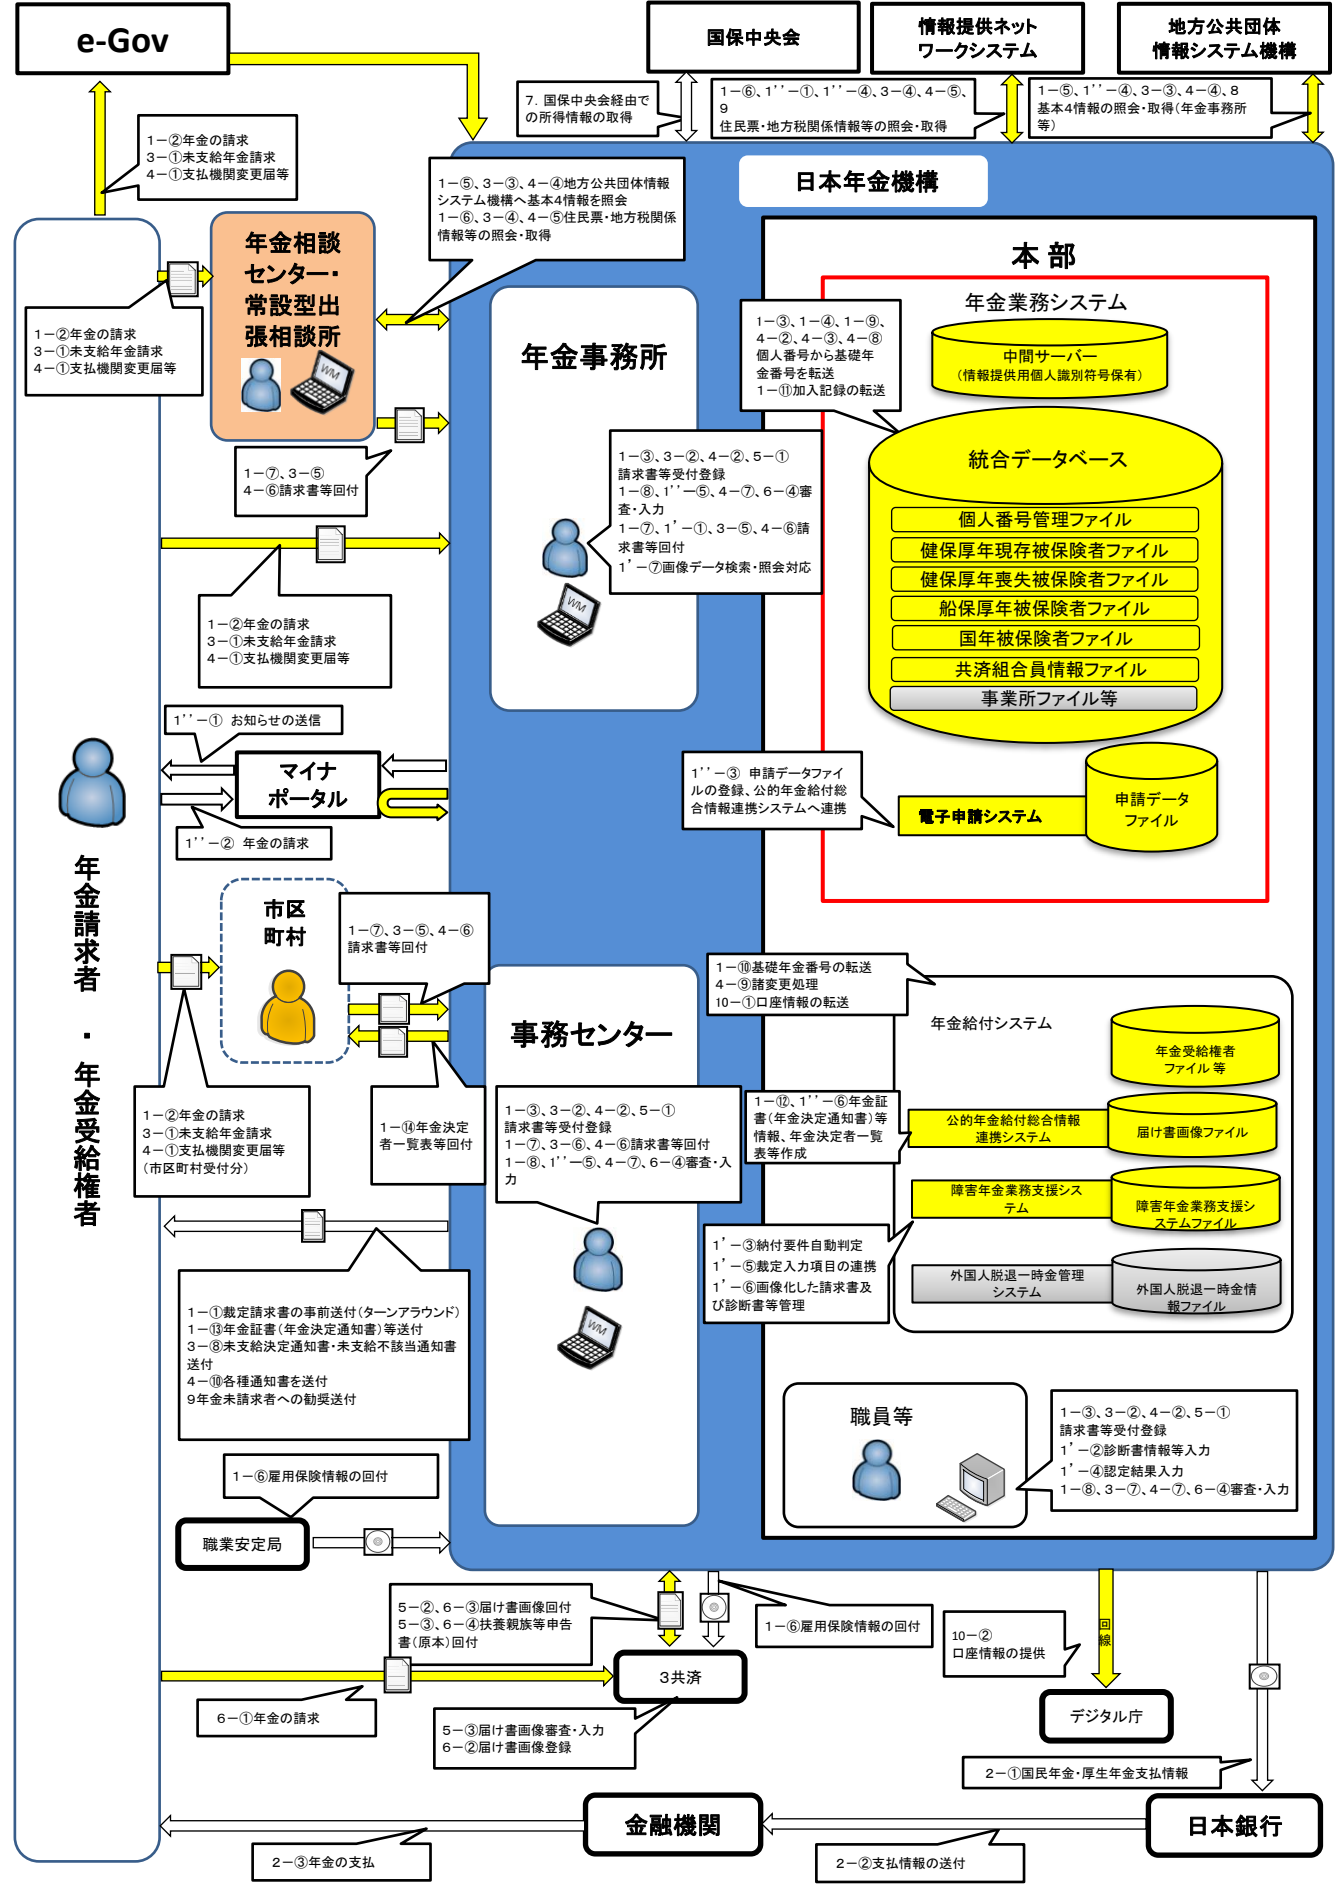 e-Gov
国保中央会
情報提供ネット
ワークシステム
地方公共団体
情報システム機構
7．国保中央会経由で
の所得情報の取得
1－⑥、1’’－①、1’’－④、3－④、4－⑤、
9
住民票・地方税関係情報等の照会・取得
1－⑤、1’’－④、3－③、4－④、8
基本4情報の照会・取得（年金事務所
等）
1－②年金の請求
3－①未支給年金請求
4－①支払機関変更届等
1－⑤、3－③、4－④地方公共団体情報
システム機構へ基本4情報を照会
1－⑥、3－④、4－⑤住民票・地方税関係
情報等の照会・取得
日本年金機構
本 部
年金相談
センター・
常設型出
張相談所
1－②年金の請求
3－①未支給年金請求
4－①支払機関変更届等
年金事務所
年金業務システム
1－③、1－④、1－⑨、
4－②、4－③、4－⑧
個人番号から基礎年
金番号を転送
1－⑪加入記録の転送
中間サーバー
（情報提供用個人識別符号保有）
統合データベース
個人番号管理ファイル
健保厚年現存被保険者ファイル
健保厚年喪失被保険者ファイル
船保厚年被保険者ファイル
国年被保険者ファイル
共済組合員情報ファイル
事業所ファイル等
1－⑦、3－⑤
4－⑥請求書等回付
1－③、3－②、4－②、5－①
請求書等受付登録
1－⑧、1’’－⑤、4－⑦、6－④審
査・入力
1－⑦、1’－①、3－⑤、4－⑥請
求書等回付
1’－⑦画像データ検索・照会対応
1－②年金の請求
3－①未支給年金請求
4－①支払機関変更届等
1’’－① お知らせの送信
マイナ
ポータル
1’’－② 年金の請求
1’’－③ 申請データファイ
ルの登録、公的年金給付総
合情報連携システムへ連携
電子申請システム
申請データ
ファイル
年金請求者 ・ 年金受給権者
市区
町村
1－⑦、3－⑤、4－⑥
請求書等回付
1－②年金の請求
3－①未支給年金請求
4－①支払機関変更届等
（市区町村受付分）
1－⑭年金決定
者一覧表等回付
事務センター
1－③、3－②、4－②、5－①
請求書等受付登録
1－⑦、3－⑥、4－⑥請求書等回付
1－⑧、1’’－⑤、4－⑦、6－④審査・入
力
1－⑩基礎年金番号の転送
4－⑨諸変更処理
10－①口座情報の転送
年金給付システム
年金受給権者
ファイル 等
1－⑫、1’’－⑥年金証
書（年金決定通知書）等
情報、年金決定者一覧
表等作成
公的年金給付総合情報
連携システム
届け書画像ファイル
障害年金業務支援シス
テム
障害年金業務支援シ
ステムファイル
1’－③納付要件自動判定
1’－⑤裁定入力項目の連携
1’－⑥画像化した請求書及
び診断書等管理
外国人脱退一時金管理
システム
外国人脱退一時金情
報ファイル
1－①裁定請求書の事前送付（ターンアラウンド）
1－⑬年金証書（年金決定通知書）等送付
3－⑧未支給決定通知書・未支給不該当通知書
送付
4－⑩各種通知書を送付
9年金未請求者への勧奨送付
職員等
1－③、3－②、4－②、5－①
請求書等受付登録
1’－②診断書情報等入力
1’－④認定結果入力
1－⑧、3－⑦、4－⑦、6－④審査・入力
1－⑥雇用保険情報の回付
職業安定局
5－②、6－③届け書画像回付
5－③、6－④扶養親族等申告
書（原本）回付
1－⑥雇用保険情報の回付
10－②
口座情報の提供
回線
3共済
6－①年金の請求
5－③届け書画像審査・入力
6－②届け書画像登録
デジタル庁
2－①国民年金・厚生年金支払情報
金融機関
日本銀行
2－③年金の支払
2－②支払情報の送付
WM
WM
WM